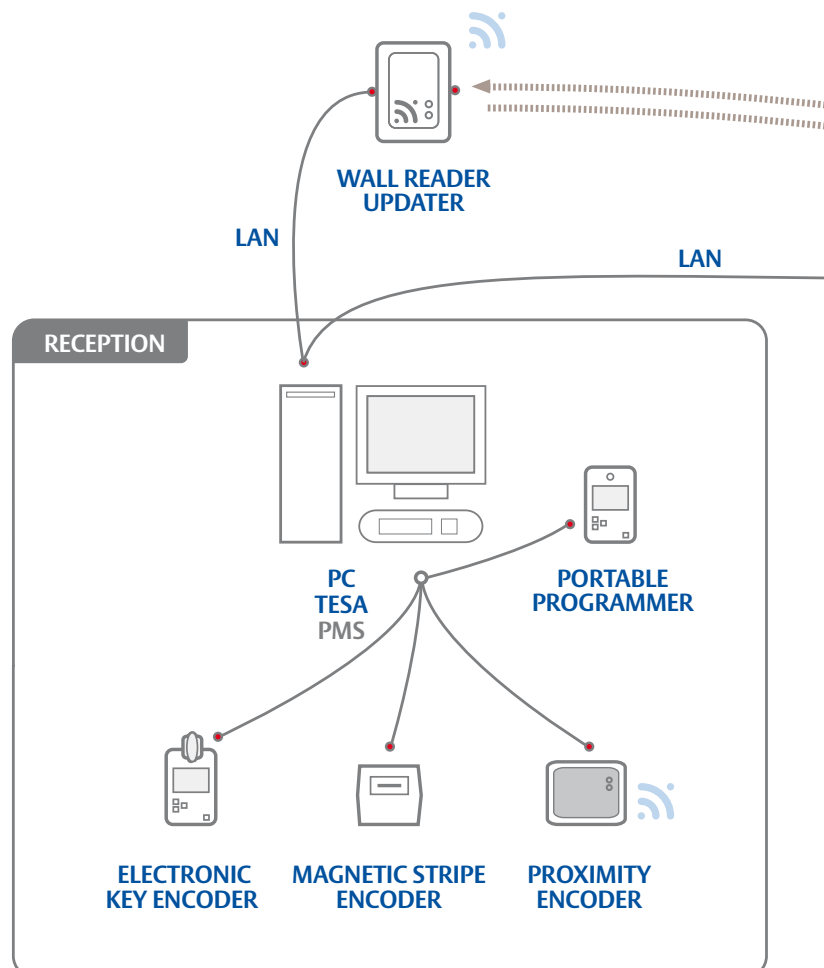 WALL READER
UPDATER
LAN
LAN
RECEPTION
PC
TESA
PMS
PORTABLE
PROGRAMMER
ELECTRONIC
KEY ENCODER
MAGNETIC STRIPE
ENCODER
PROXIMITY
ENCODER